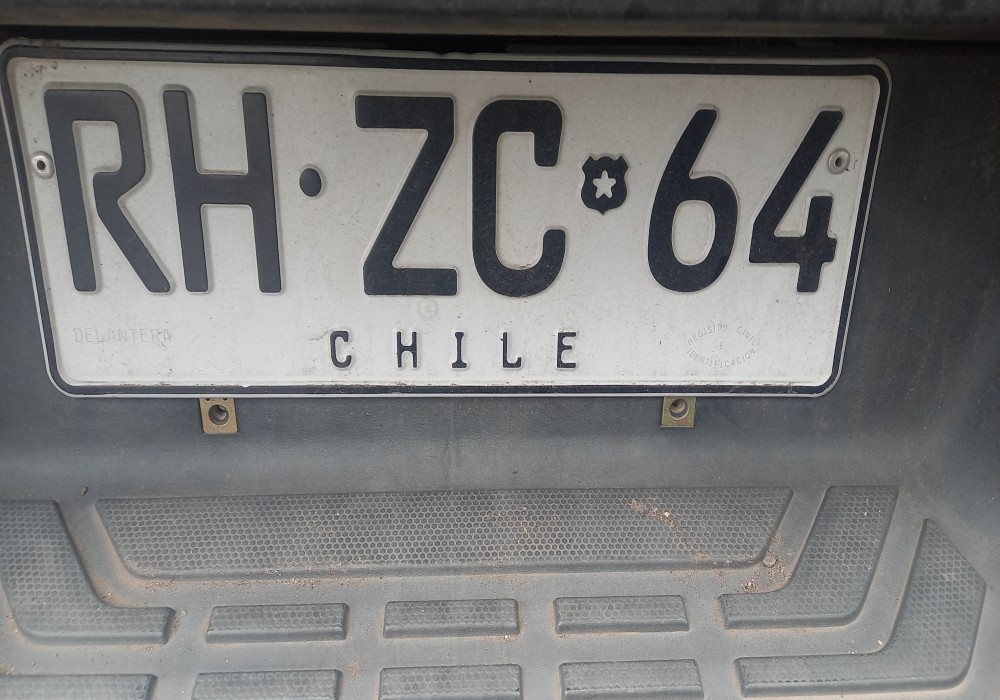 RH·ZC 64
DELANTERA
CHILE
REGISTRO CIVIL
E
IDENTIFICACION